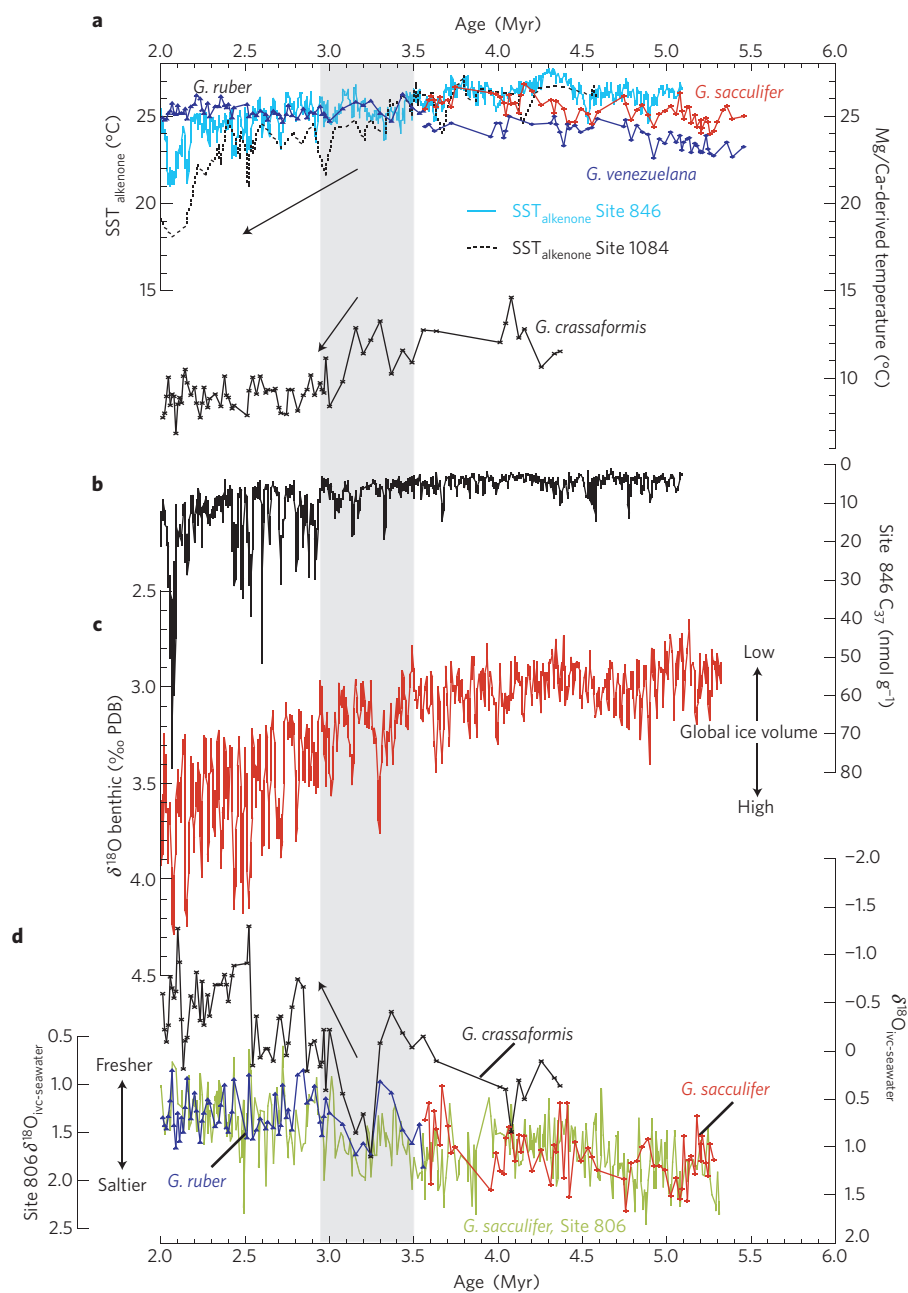 a
Age (Myr)
2.0 2.5 3.0 3.5 4.0 4.5 5.0 5.5 6.0
G. ruber
G. sacculifer
G. venezuelana
SST alkenone (°C)
25
20
15
Mg/Ca-derived temperature (°C)
25
20
15
10
SST alkenone Site 846
SST alkenone Site 1084
G. crassaformis
b
Site 846 C37 (nmol g–1)
0
10
20
30
40
50
60
70
80
c
δ18O benthic (‰ PDB)
2.5
3.0
3.5
4.0
4.5
Low
Global ice volume
High
d
Site 806 δ18Oivc-seawater
0.5
1.0
1.5
2.0
2.5
Fresher
Saltier
δ18Oivc-seawater
−2.0
−1.5
−1.0
−0.5
0
0.5
1.0
1.5
2.0
G. crassaformis
G. sacculifer
G. ruber
G. sacculifer, Site 806
2.0 2.5 3.0 3.5 4.0 4.5 5.0 5.5 6.0
Age (Myr)